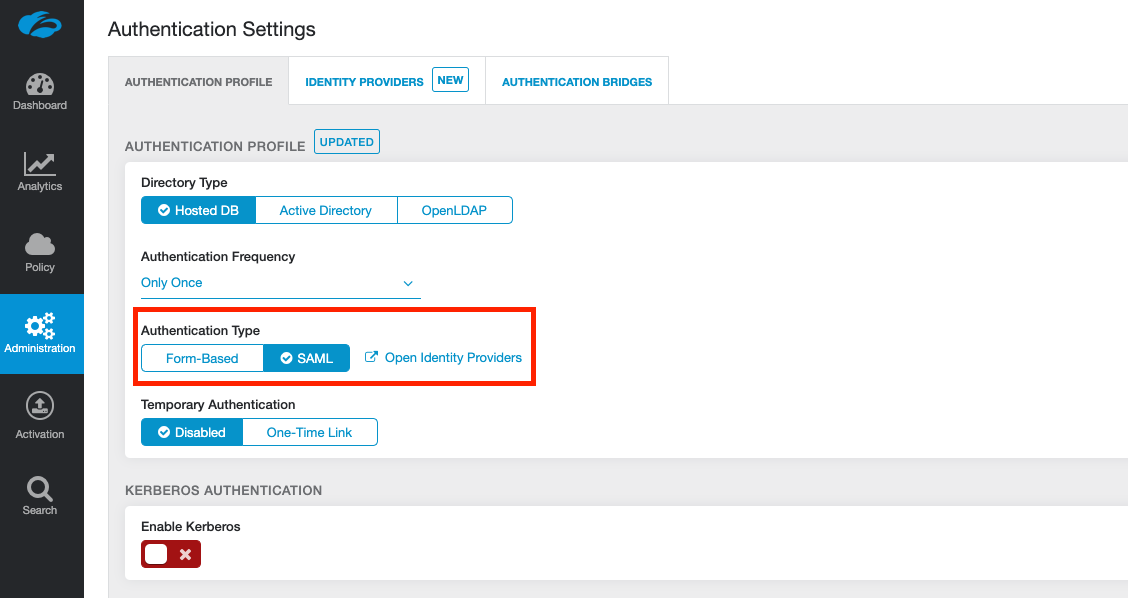 Authentication Settings
AUTHENTICATION PROFILE
IDENTITY PROVIDERS NEW
AUTHENTICATION BRIDGES
Dashboard
Analytics
Policy
Administration
Activation
Search
AUTHENTICATION PROFILE UPDATED
Directory Type
Hosted DB Active Directory OpenLDAP
Authentication Frequency
Only Once
Authentication Type
Form-Based SAML Open Identity Providers
Temporary Authentication
Disabled One-Time Link
KERBEROS AUTHENTICATION
Enable Kerberos